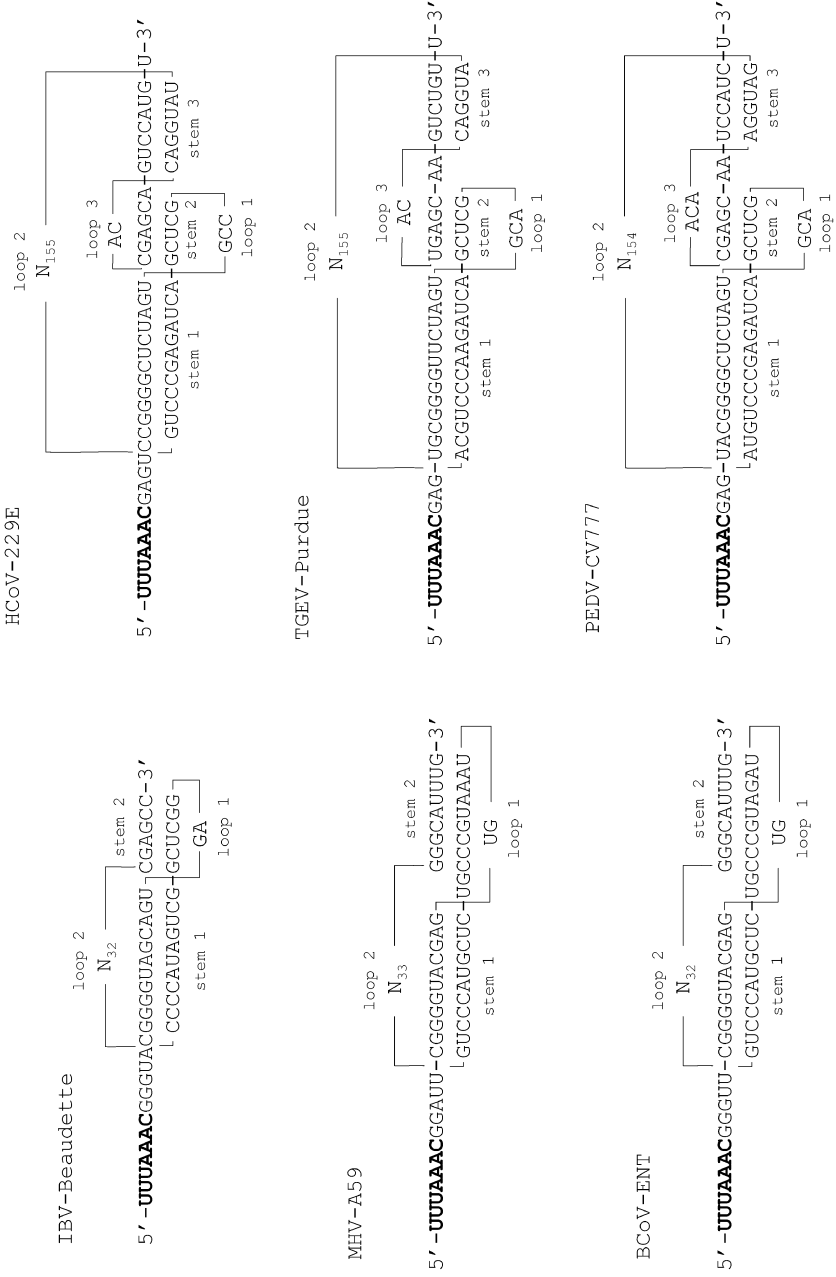 IBV-Beaudette
loop 2
N32
stem 2
5′ -UUUAAACGGGUACGGGGUAGCAGU CGAGCC-3′
CCCCAUAGUCG-GCUCGG
stem 1
GA
loop 1
MHV-A59
loop 2
N33
stem 2
5′-UUUAAACGGAUU-CGGGGUACGAG GGGCAUUUG-3′
GUCCCAUGCUC-UGCCCGUAAAU
stem 1
UG
loop 1
BCoV-ENT
loop 2
N32
stem 2
5′-UUUAAACGGGUU-CGGGGUACGAG GGGCAUUUG-3′
GUCCCAUGCUC-UGCCCGUAGAU
stem 1
UG
loop 1
HCoV-229E
loop 2
N155
loop 3
AC
5′ -UUUAAACGAGUCCGGGGCUCUAGU CGAGCA-GUCCAUG-U-3′
GUCCCGAGAUCA-GCUCG CAGGUAU
stem 1
stem 2
stem 3
GCC
loop 1
TGEV-Purdue
loop 2
N155
loop 3
AC
5′ -UUUAAACGAG-UGCGGGGUUCUAGU UGAGC-AA-GUCUGU U-3′
ACGUCCCAAGAUCA-GCUCG CAGGUA
stem 1
stem 2
stem 3
GCA
loop 1
PEDV-CV777
loop 2
N154
loop 3
ACA
5′ -UUUAAACGAG-UACGGGGCUCUAGU CGAGC-AA-UCCAUC U-3′
AUGUCCCGAGAUCA-GCUCG AGGUAG
stem 1
stem 2
stem 3
GCA
loop 1